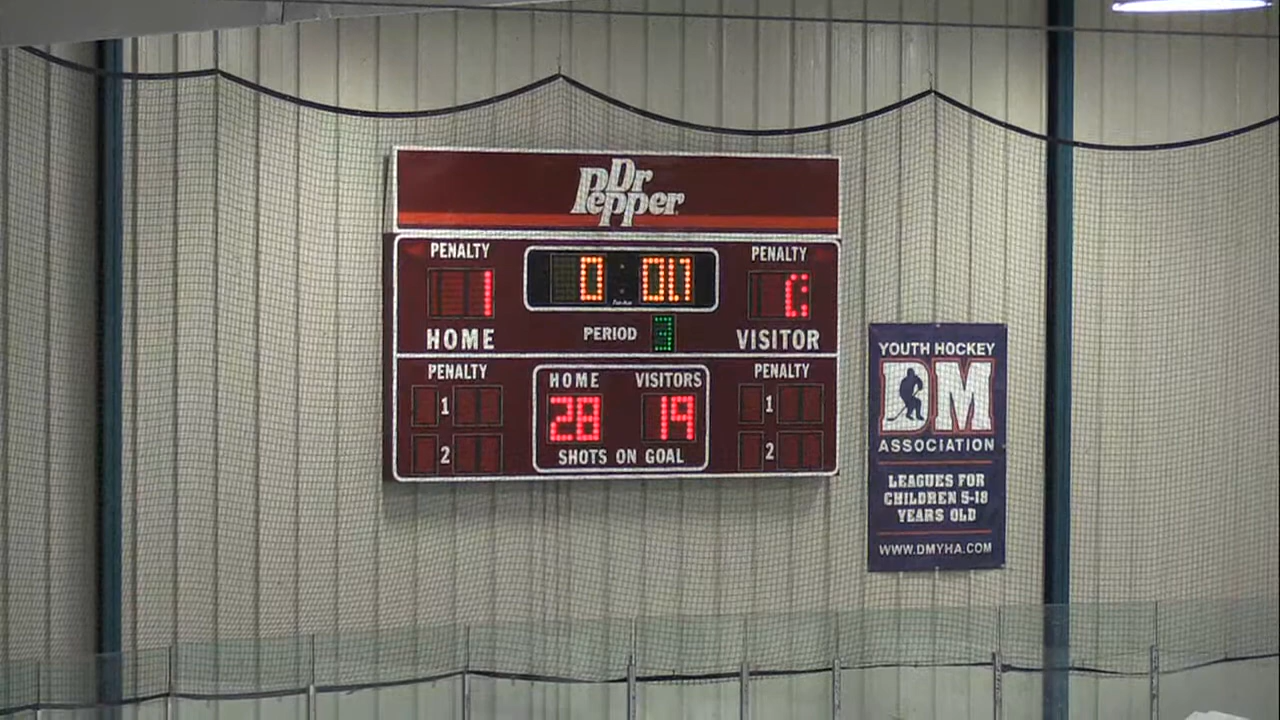 Dr
Pepper
PENALTY
PENALTY
1
0:00
HOME
PERIOD 3
VISITOR
PENALTY
HOME
VISITORS
PENALTY
1
28
19
1
2
SHOTS ON GOAL
2
YOUTH HOCKEY
DM
ASSOCIATION
LEAGUES FOR
CHILDREN 5-18
YEARS OLD
WWW.DMYHA.COM